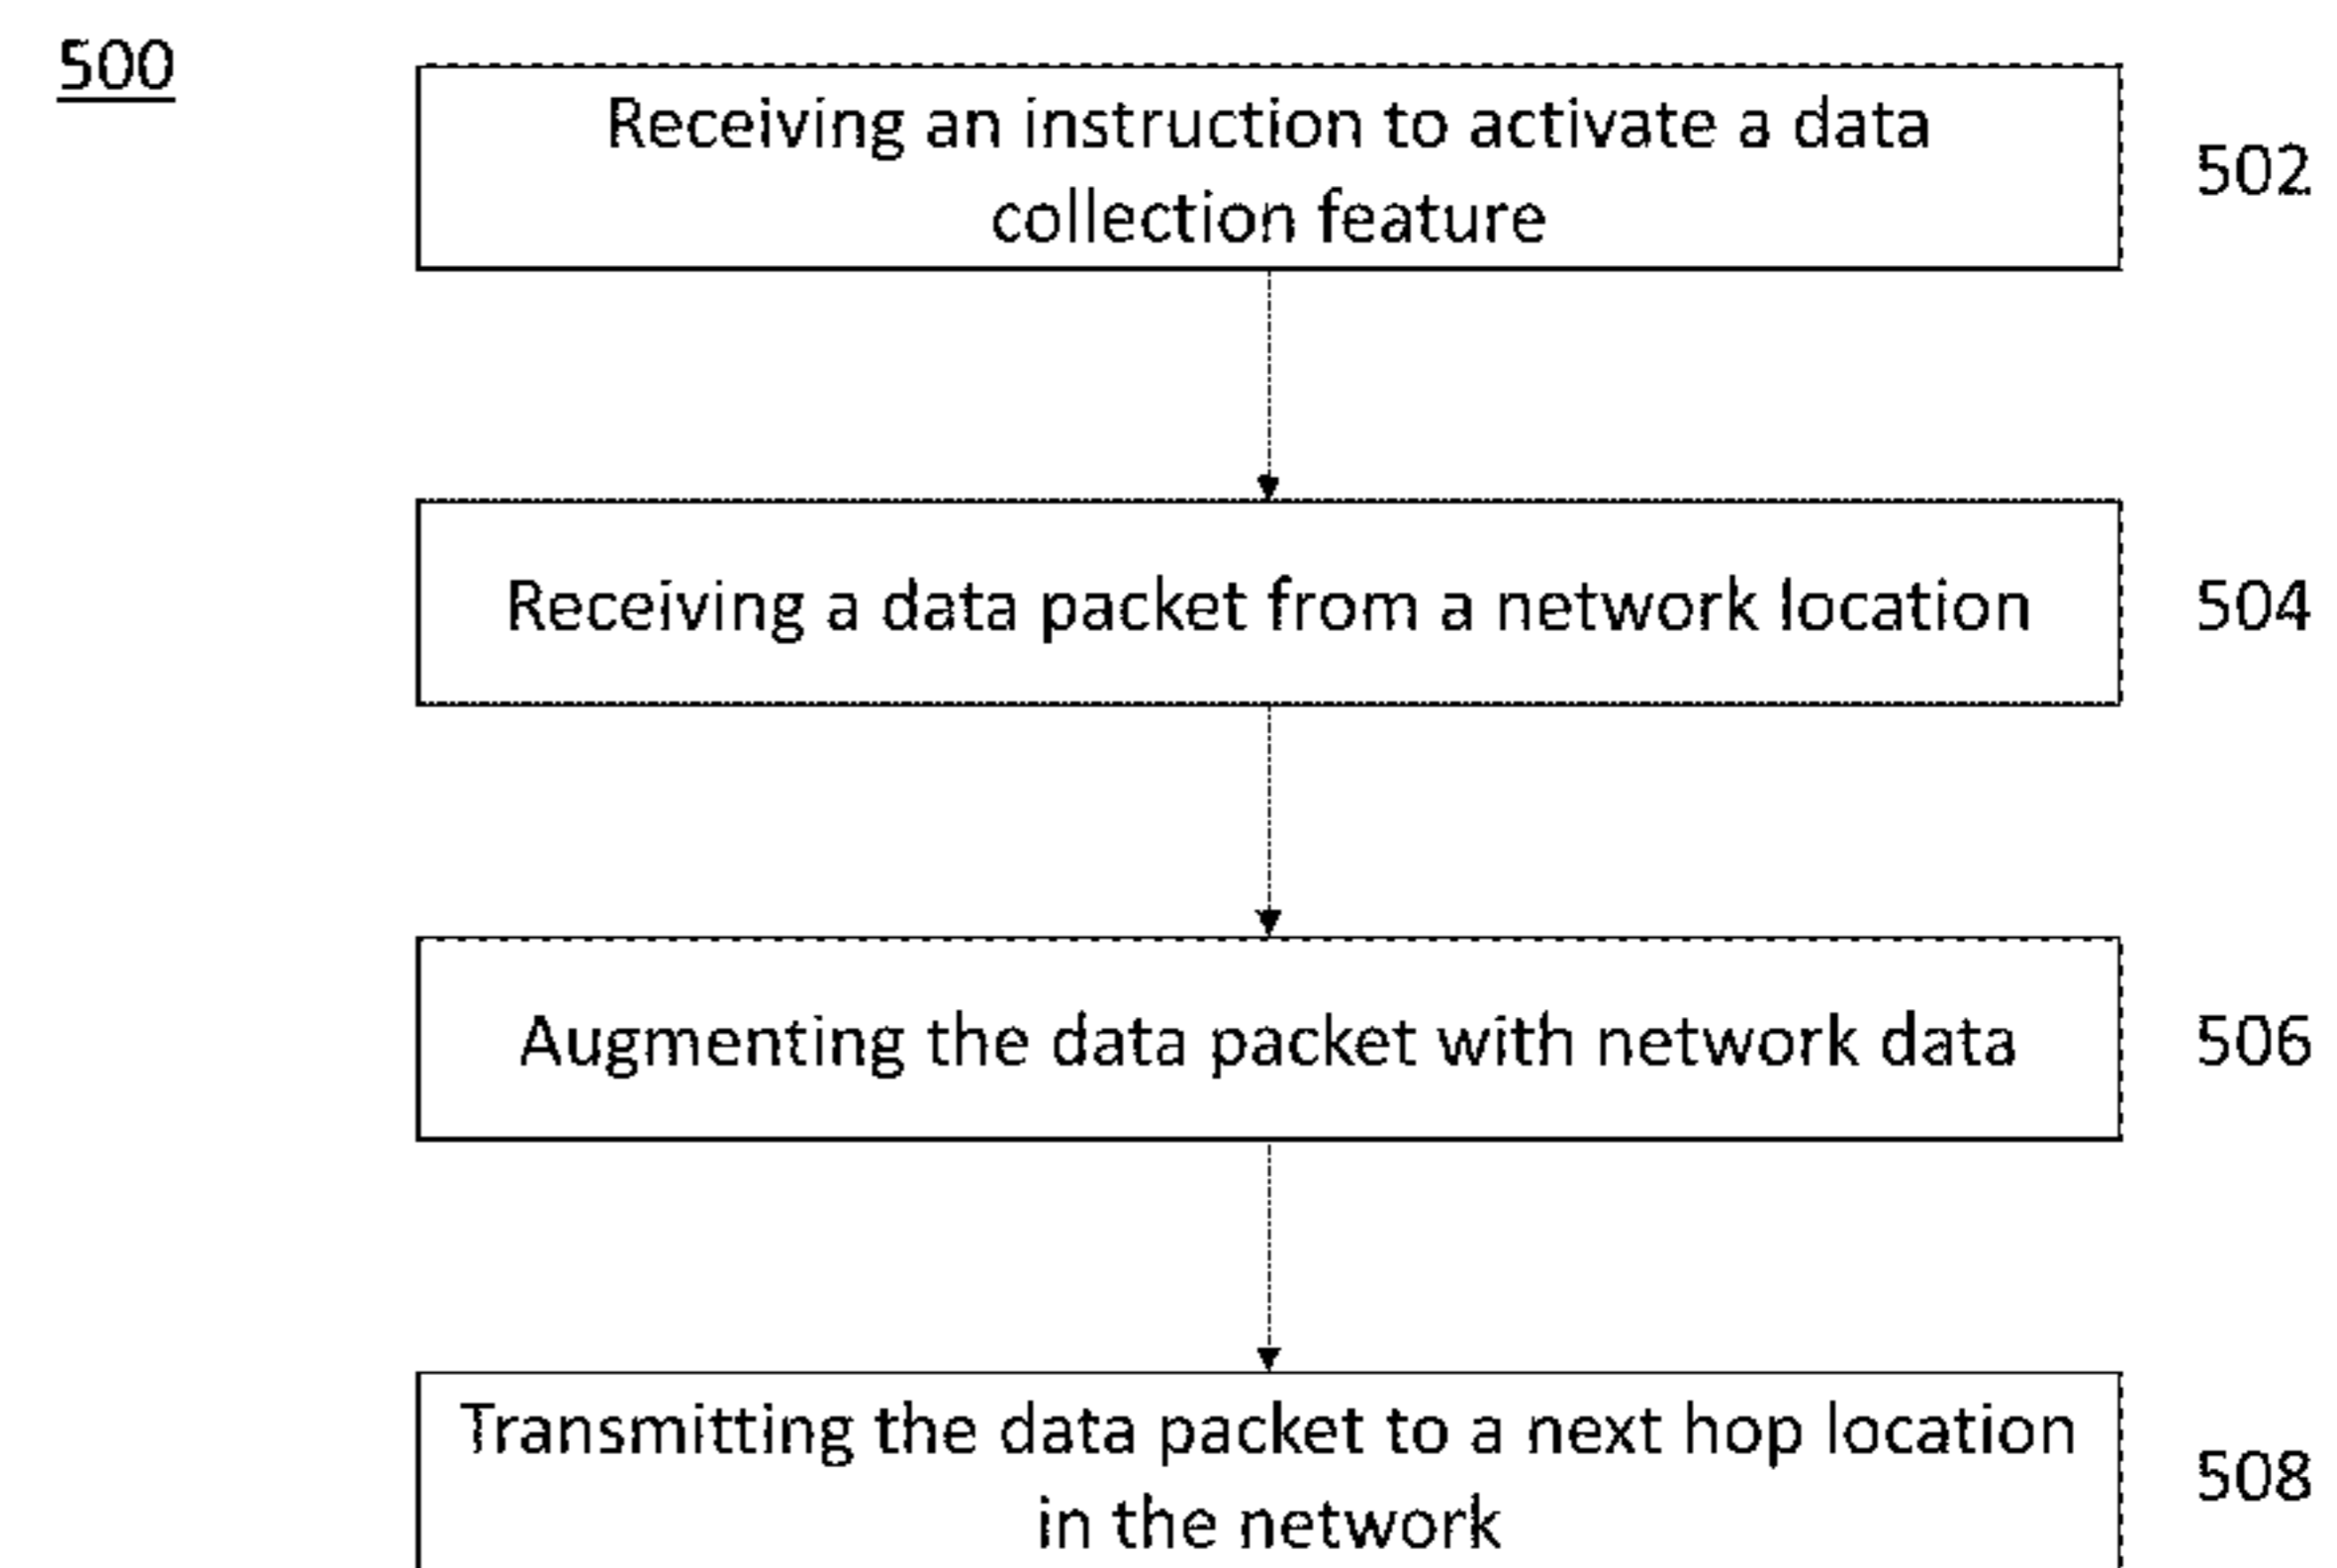 500
Receiving an instruction to activate a data
collection feature
502
Receiving a data packet from a network location
504
Augmenting the data packet with network data
506
Transmitting the data packet to a next hop location
in the network
508